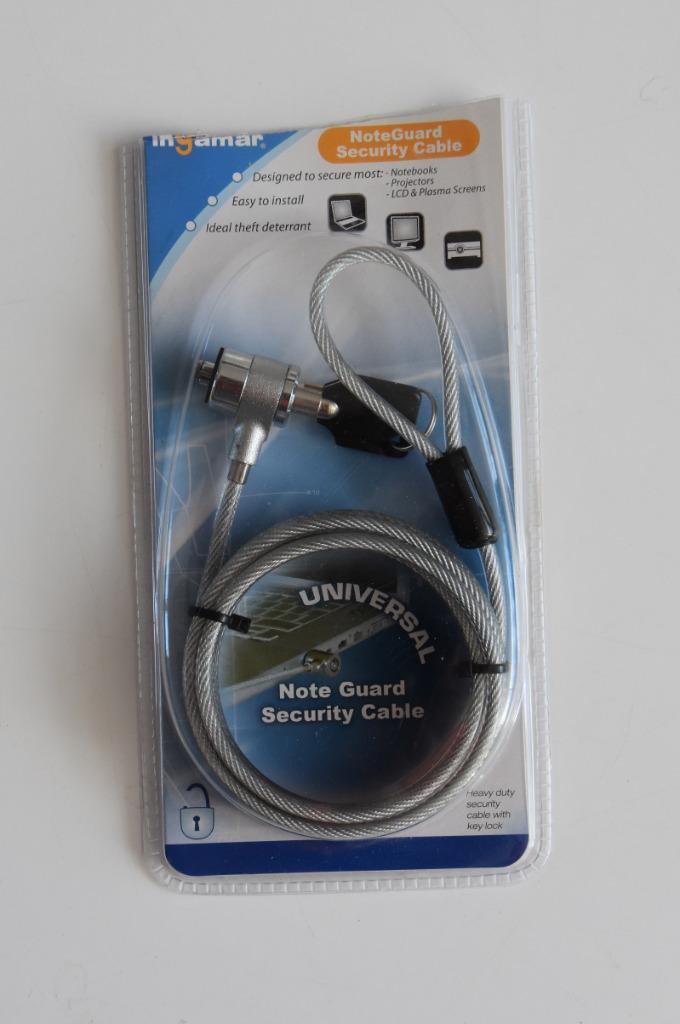 ingamar®
NoteGuard
Security Cable
Designed to secure most: - Notebooks
- Projectors
- LCD & Plasma Screens
Easy to install
Ideal theft deterrant
UNIVERSAL
Note Guard
Security Cable
Heavy duty
security
cable with
key lock